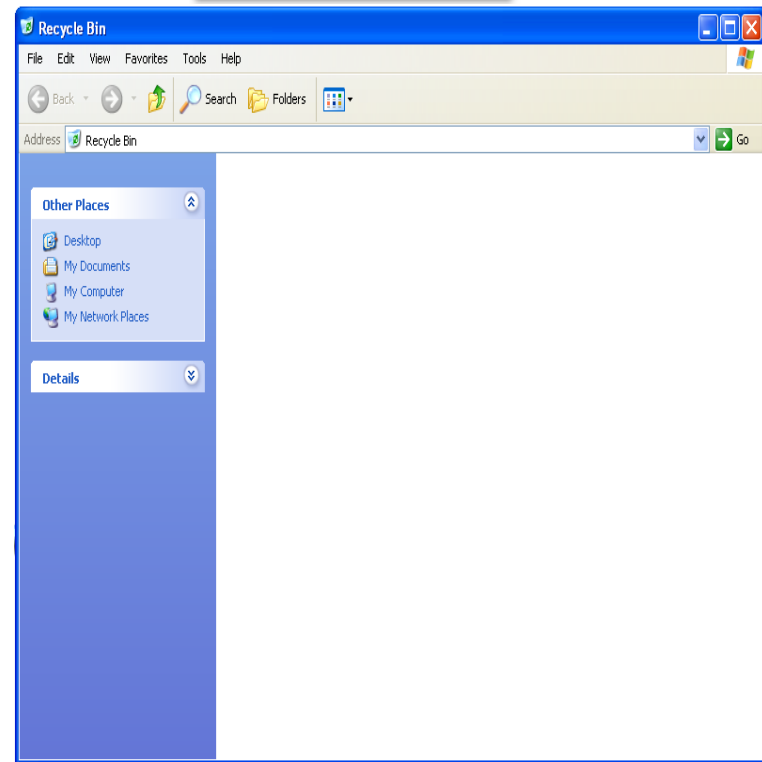 Recycle Bin
File Edit View Favorites Tools Help
Back Search Folders
Address Recycle Bin Go
Other Places
Desktop
My Documents
My Computer
My Network Places
Details